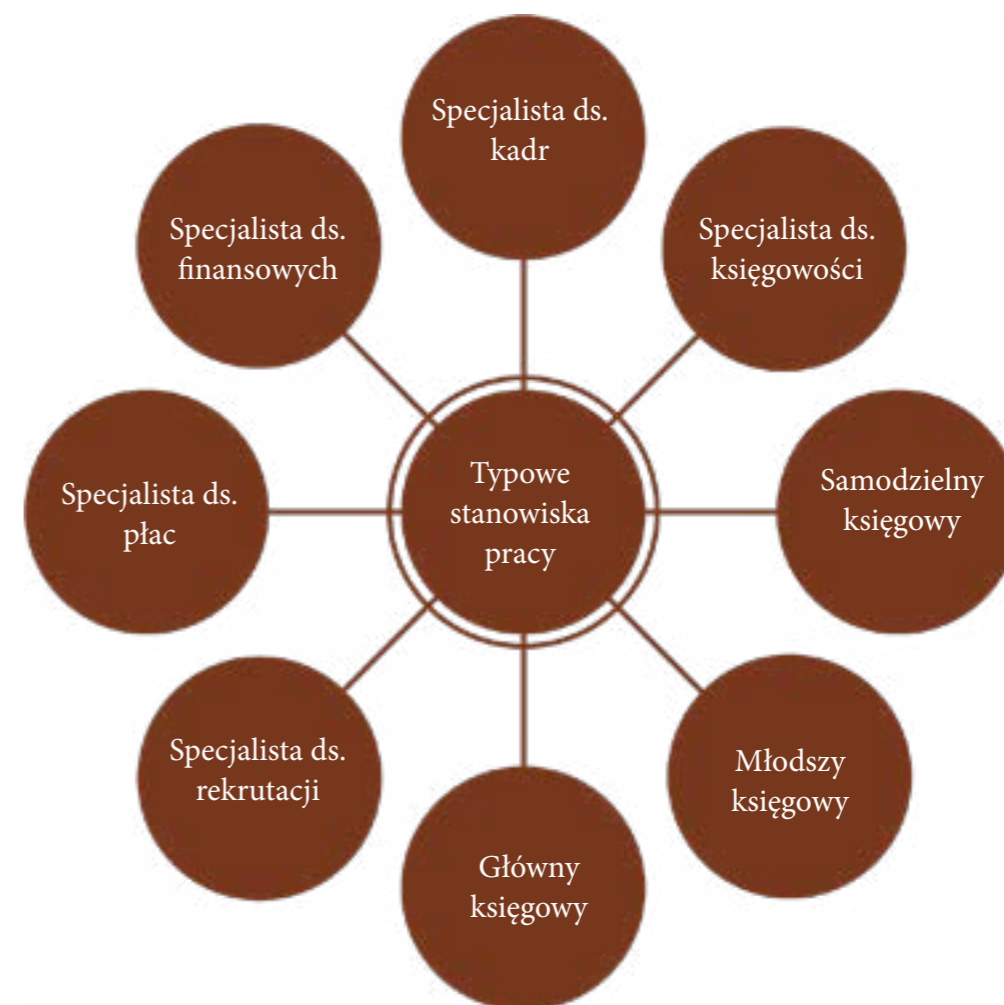 Specjalista ds.
kadr
Specjalista ds.
finansowych
Specjalista ds.
księgowości
Specjalista ds.
płac
Typowe
stanowiska
pracy
Samodzielny
księgowy
Specjalista ds.
rekrutacji
Młodszy
księgowy
Główny
księgowy